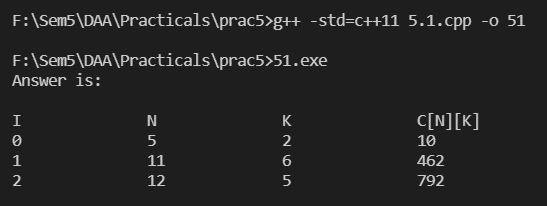 F:\Sem5\DAA\Practicals\prac5>g++ -std=c++11 5.1.cpp -o 51
F:\Sem5\DAA\Practicals\prac5>51.exe
Answer is:
I N K C[N][K]
0 5 2 10
1 11 6 462
2 12 5 792